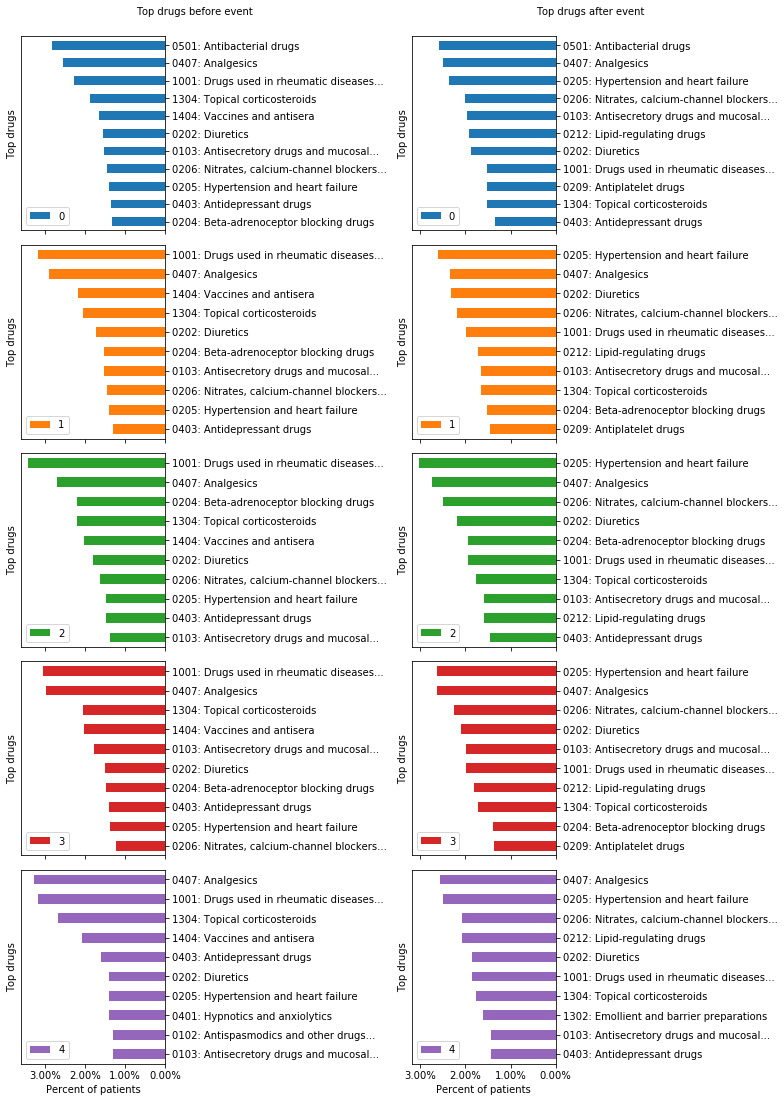 Top drugs before event
Top drugs
0501: Antibacterial drugs
0407: Analgesics
1001: Drugs used in rheumatic diseases...
1304: Topical corticosteroids
1404: Vaccines and antisera
0202: Diuretics
0103: Antisecretory drugs and mucosal...
0206: Nitrates, calcium-channel blockers...
0205: Hypertension and heart failure
0403: Antidepressant drugs
0204: Beta-adrenoceptor blocking drugs
0
Top drugs
1001: Drugs used in rheumatic diseases...
0407: Analgesics
1404: Vaccines and antisera
1304: Topical corticosteroids
0202: Diuretics
0204: Beta-adrenoceptor blocking drugs
0103: Antisecretory drugs and mucosal...
0206: Nitrates, calcium-channel blockers...
0205: Hypertension and heart failure
0403: Antidepressant drugs
1
Top drugs
1001: Drugs used in rheumatic diseases...
0407: Analgesics
0204: Beta-adrenoceptor blocking drugs
1304: Topical corticosteroids
1404: Vaccines and antisera
0202: Diuretics
0206: Nitrates, calcium-channel blockers...
0205: Hypertension and heart failure
0403: Antidepressant drugs
0103: Antisecretory drugs and mucosal...
2
Top drugs
1001: Drugs used in rheumatic diseases...
0407: Analgesics
1304: Topical corticosteroids
1404: Vaccines and antisera
0103: Antisecretory drugs and mucosal...
0202: Diuretics
0204: Beta-adrenoceptor blocking drugs
0403: Antidepressant drugs
0205: Hypertension and heart failure
0206: Nitrates, calcium-channel blockers...
3
Top drugs
0407: Analgesics
1001: Drugs used in rheumatic diseases...
1304: Topical corticosteroids
1404: Vaccines and antisera
0403: Antidepressant drugs
0202: Diuretics
0205: Hypertension and heart failure
0401: Hypnotics and anxiolytics
0102: Antispasmodics and other drugs...
0103: Antisecretory drugs and mucosal...
4
3.00% 2.00% 1.00% 0.00%
Percent of patients
Top drugs after event
Top drugs
0501: Antibacterial drugs
0407: Analgesics
0205: Hypertension and heart failure
0206: Nitrates, calcium-channel blockers...
0103: Antisecretory drugs and mucosal...
0212: Lipid-regulating drugs
0202: Diuretics
1001: Drugs used in rheumatic diseases...
0209: Antiplatelet drugs
1304: Topical corticosteroids
0403: Antidepressant drugs
0
Top drugs
0205: Hypertension and heart failure
0407: Analgesics
0202: Diuretics
0206: Nitrates, calcium-channel blockers...
1001: Drugs used in rheumatic diseases...
0212: Lipid-regulating drugs
0103: Antisecretory drugs and mucosal...
1304: Topical corticosteroids
0204: Beta-adrenoceptor blocking drugs
0209: Antiplatelet drugs
1
Top drugs
0205: Hypertension and heart failure
0407: Analgesics
0206: Nitrates, calcium-channel blockers...
0202: Diuretics
0204: Beta-adrenoceptor blocking drugs
1001: Drugs used in rheumatic diseases...
1304: Topical corticosteroids
0103: Antisecretory drugs and mucosal...
0212: Lipid-regulating drugs
0403: Antidepressant drugs
2
Top drugs
0205: Hypertension and heart failure
0407: Analgesics
0206: Nitrates, calcium-channel blockers...
0202: Diuretics
0103: Antisecretory drugs and mucosal...
1001: Drugs used in rheumatic diseases...
0212: Lipid-regulating drugs
1304: Topical corticosteroids
0204: Beta-adrenoceptor blocking drugs
0209: Antiplatelet drugs
3
Top drugs
0407: Analgesics
0205: Hypertension and heart failure
0206: Nitrates, calcium-channel blockers...
0212: Lipid-regulating drugs
0202: Diuretics
1001: Drugs used in rheumatic diseases...
1304: Topical corticosteroids
1302: Emollient and barrier preparations
0103: Antisecretory drugs and mucosal...
0403: Antidepressant drugs
4
3.00% 2.00% 1.00% 0.00%
Percent of patients